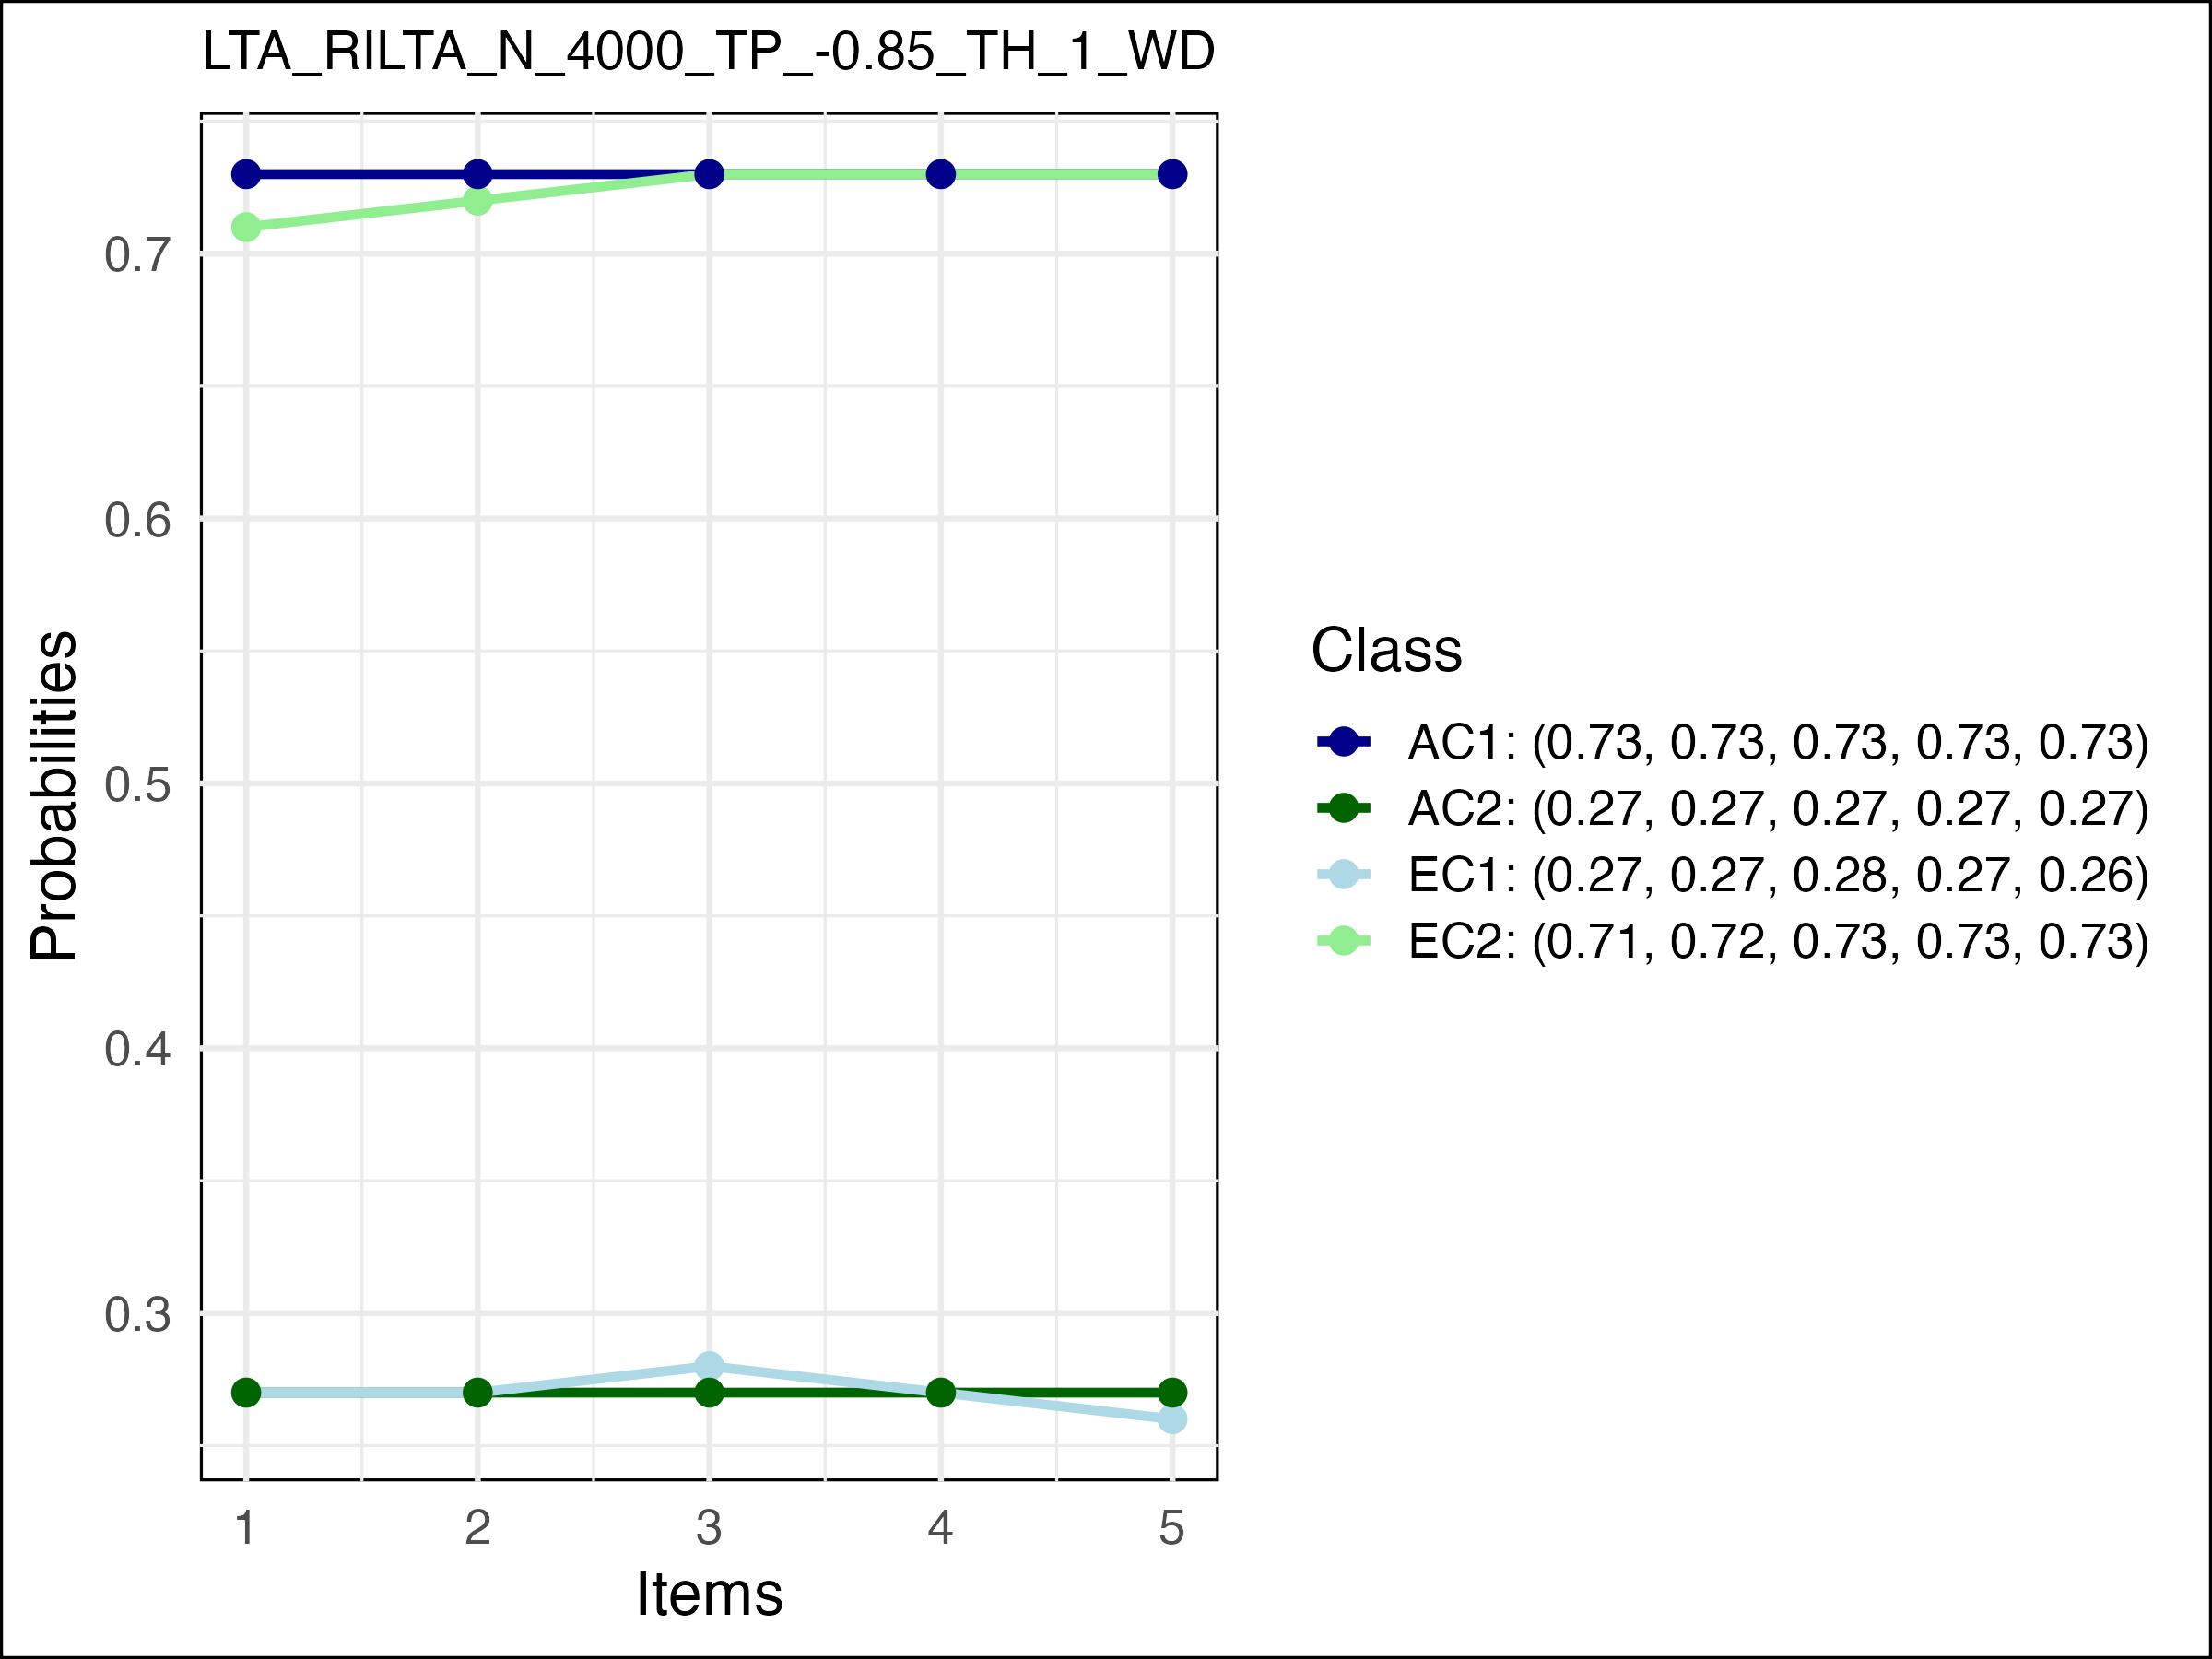 LTA_RILTA_N_4000_TP_-0.85_TH_1_WD
0.7
0.6
0.5
0.4
0.3
Probabilities
1 2 3 4 5
Items
Class
AC1: (0.73, 0.73, 0.73, 0.73, 0.73)
AC2: (0.27, 0.27, 0.27, 0.27, 0.27)
EC1: (0.27, 0.27, 0.28, 0.27, 0.26)
EC2: (0.71, 0.72, 0.73, 0.73, 0.73)